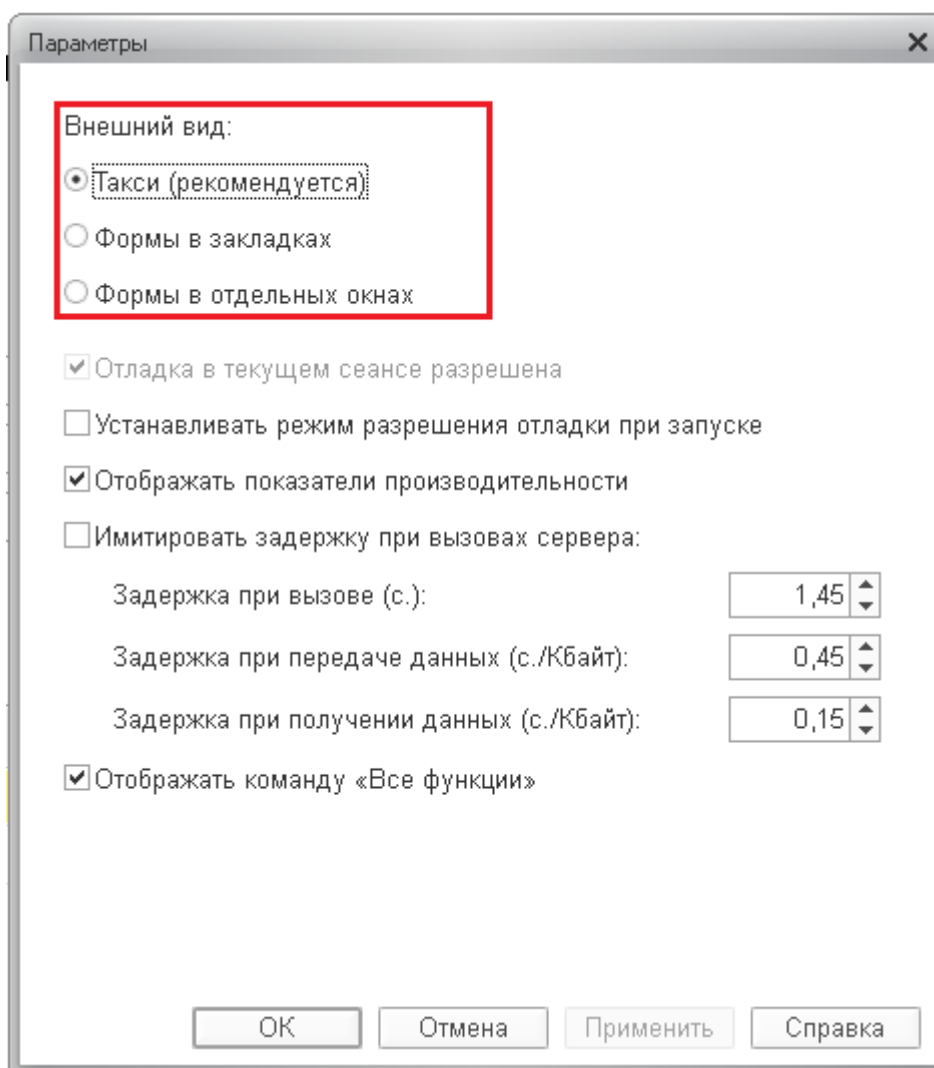 Параметры
Внешний вид:
Такси (рекомендуется)
Формы в закладках
Формы в отдельных окнах
Отладка в текущем сеансе разрешена
Устанавливать режим разрешения отладки при запуске
Отображать показатели производительности
Имитировать задержку при вызовах сервера:
Задержка при вызове (с.): 1,45
Задержка при передаче данных (с./Кбайт): 0,45
Задержка при получении данных (с./Кбайт): 0,15
Отображать команду «Все функции»
ОК Отмена Применить Справка